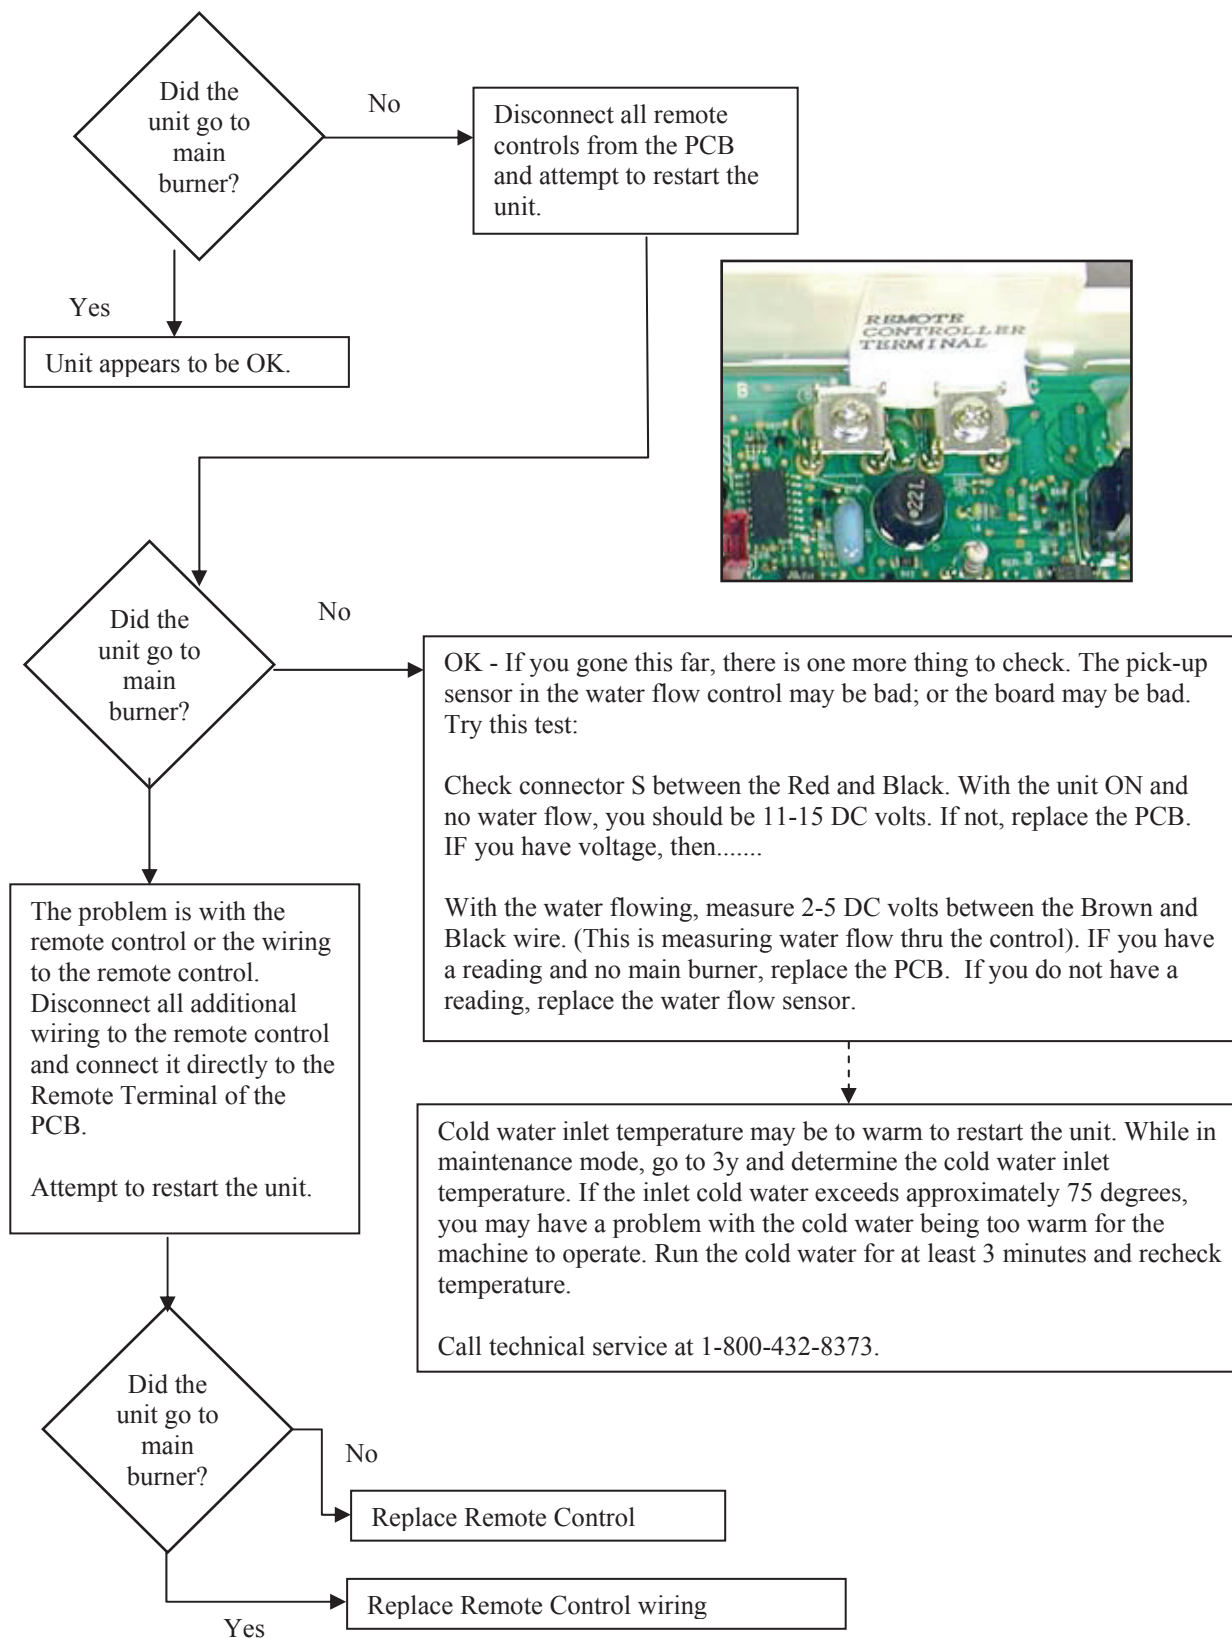 Did the
unit go to
main
burner?
No
Disconnect all remote
controls from the PCB
and attempt to restart the
unit.
Yes
Unit appears to be OK.
REMOTE
CONTROLLER
TERMINAL
B
C
22L
Did the
unit go to
main
burner?
No
OK - If you gone this far, there is one more thing to check. The pick-up
sensor in the water flow control may be bad; or the board may be bad.
Try this test:
Check connector S between the Red and Black. With the unit ON and
no water flow, you should be 11-15 DC volts. If not, replace the PCB.
IF you have voltage, then.......
With the water flowing, measure 2-5 DC volts between the Brown and
Black wire. (This is measuring water flow thru the control). IF you have
a reading and no main burner, replace the PCB.  If you do not have a
reading, replace the water flow sensor.
The problem is with the
remote control or the wiring
to the remote control.
Disconnect all additional
wiring to the remote control
and connect it directly to the
Remote Terminal of the
PCB.
Attempt to restart the unit.
Cold water inlet temperature may be to warm to restart the unit. While in
maintenance mode, go to 3y and determine the cold water inlet
temperature. If the inlet cold water exceeds approximately 75 degrees,
you may have a problem with the cold water being too warm for the
machine to operate. Run the cold water for at least 3 minutes and recheck
temperature.
Call technical service at 1-800-432-8373.
Did the
unit go to
main
burner?
No
Replace Remote Control
Replace Remote Control wiring
Yes